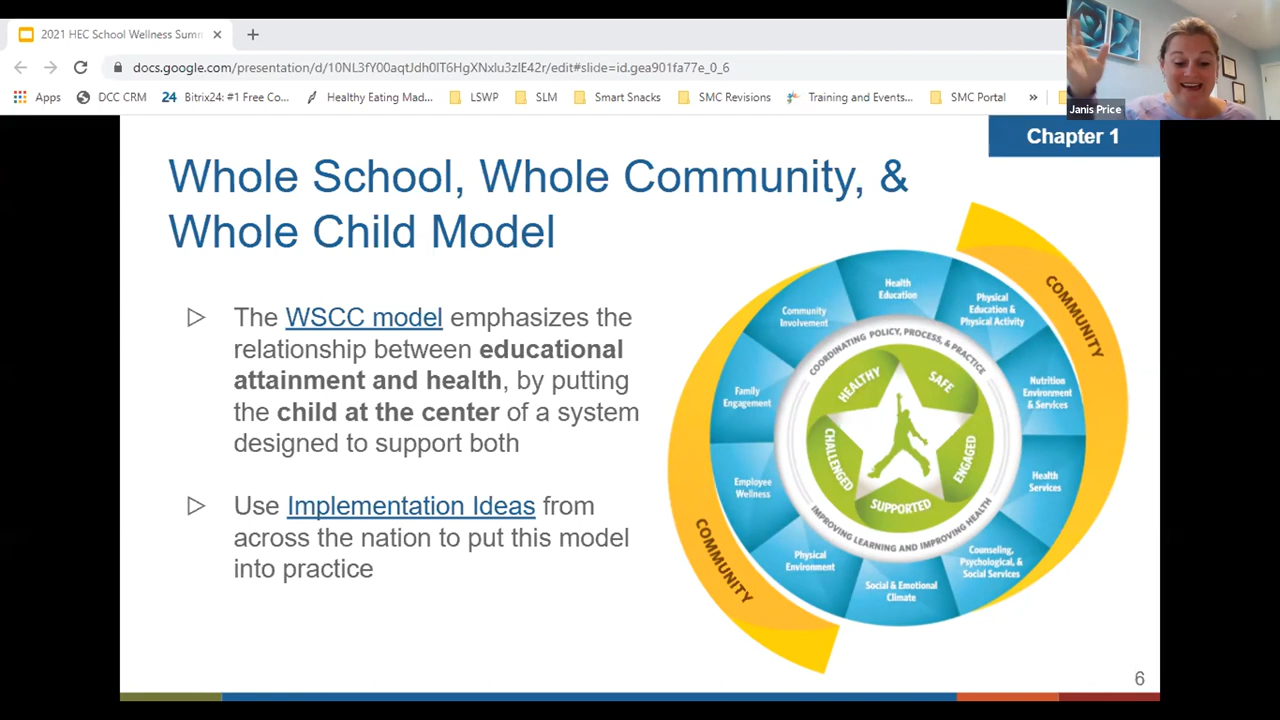 2021 HEC School Wellness Sum
docs.google.com/presentation/d/10NL3fY00aqtJdh0lT6HgXNxlu3zlE42r/edit#slide=id.gea901fa77e_0_6
Apps
DCC CRM
24 Bitrix24: #1 Free Co...
Healthy Eating Mad...
LSWP
SLM
Smart Snacks
SMC Revisions
Training and Events...
SMC Portal
»
Janis Price
Chapter 1
Whole School, Whole Community, &
Whole Child Model
The WSCC model emphasizes the
relationship between educational
attainment and health, by putting
the child at the center of a system
designed to support both
Use Implementation Ideas from
across the nation to put this model
into practice
COMMUNITY
Health
Education
Physical
Education &
Physical Activity
Nutrition
Environment
& Services
Health
Services
Counseling,
Psychological, &
Social Services
Social & Emotional
Climate
Physical
Environment
Employee
Wellness
Family
Engagement
Community
Involvement
COORDINATING POLICY, PROCESS, & PRACTICE
IMPROVING LEARNING AND IMPROVING HEALTH
HEALTHY
SAFE
ENGAGED
SUPPORTED
CHALLENGED
COMMUNITY
6